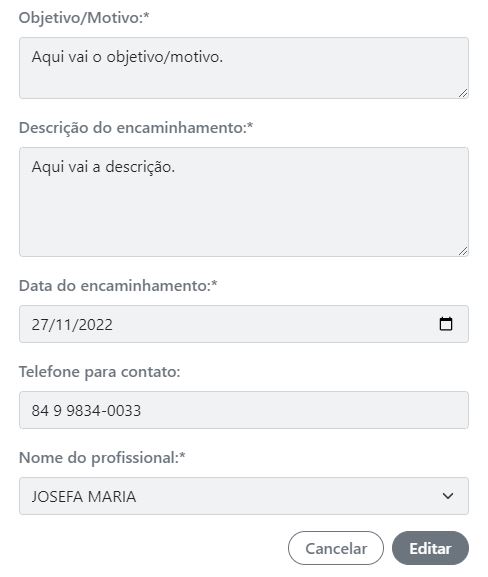 Objetivo/Motivo:*
Aqui vai o objetivo/motivo.
Descrição do encaminhamento:*
Aqui vai a descrição.
Data do encaminhamento:*
27/11/2022
Telefone para contato:
84 9 9834-0033
Nome do profissional:*
JOSEFA MARIA
Cancelar Editar